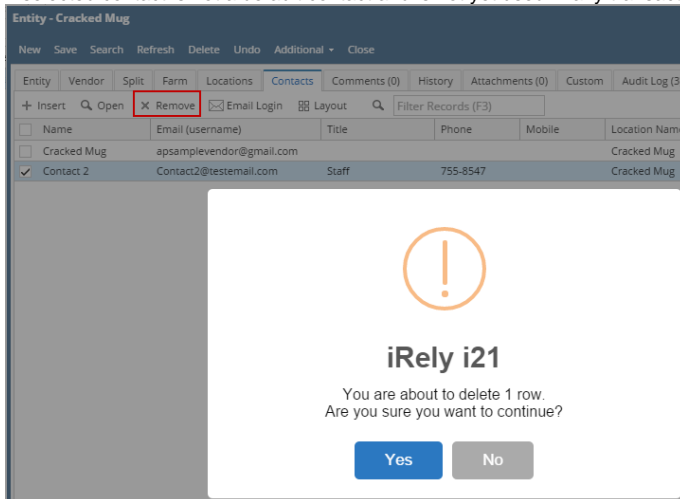 Entity - Cracked Mug
New Save Search Refresh Delete Undo Additional Close
Entity Vendor Split Farm Locations Contacts Comments (0) History Attachments (0) Custom Audit Log (3
+ Insert Open X Remove Email Login Layout Filter Records (F3)
Name Email (username) Title Phone Mobile Location Name
Cracked Mug apsamplevendor@gmail.com Cracked Mug
Contact 2 Contact2@testemail.com Staff 755-8547 Cracked Mug
iRely i21
You are about to delete 1 row.
Are you sure you want to continue?
Yes No